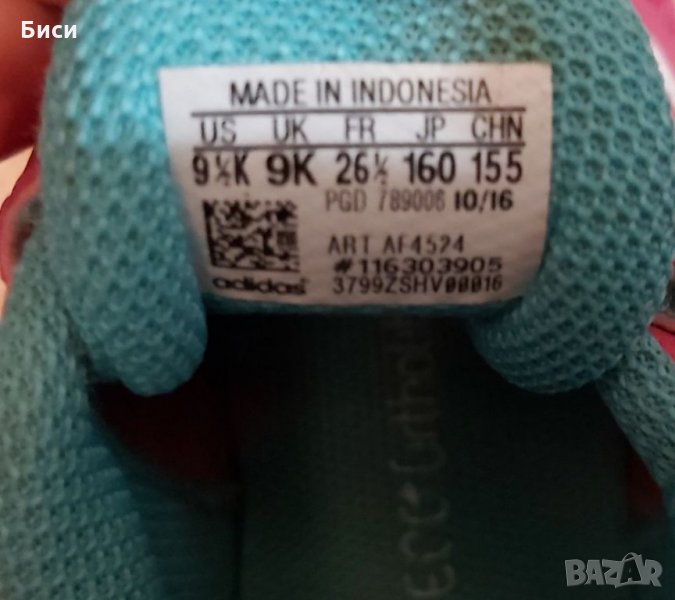 Биси
MADE IN INDONESIA
US UK FR JP CHN
9½K 9K 26½ 160 155
PGD 789006 10/16
ART AF4524
#116303905
adidas 3799ZSHV00016
BAZAR